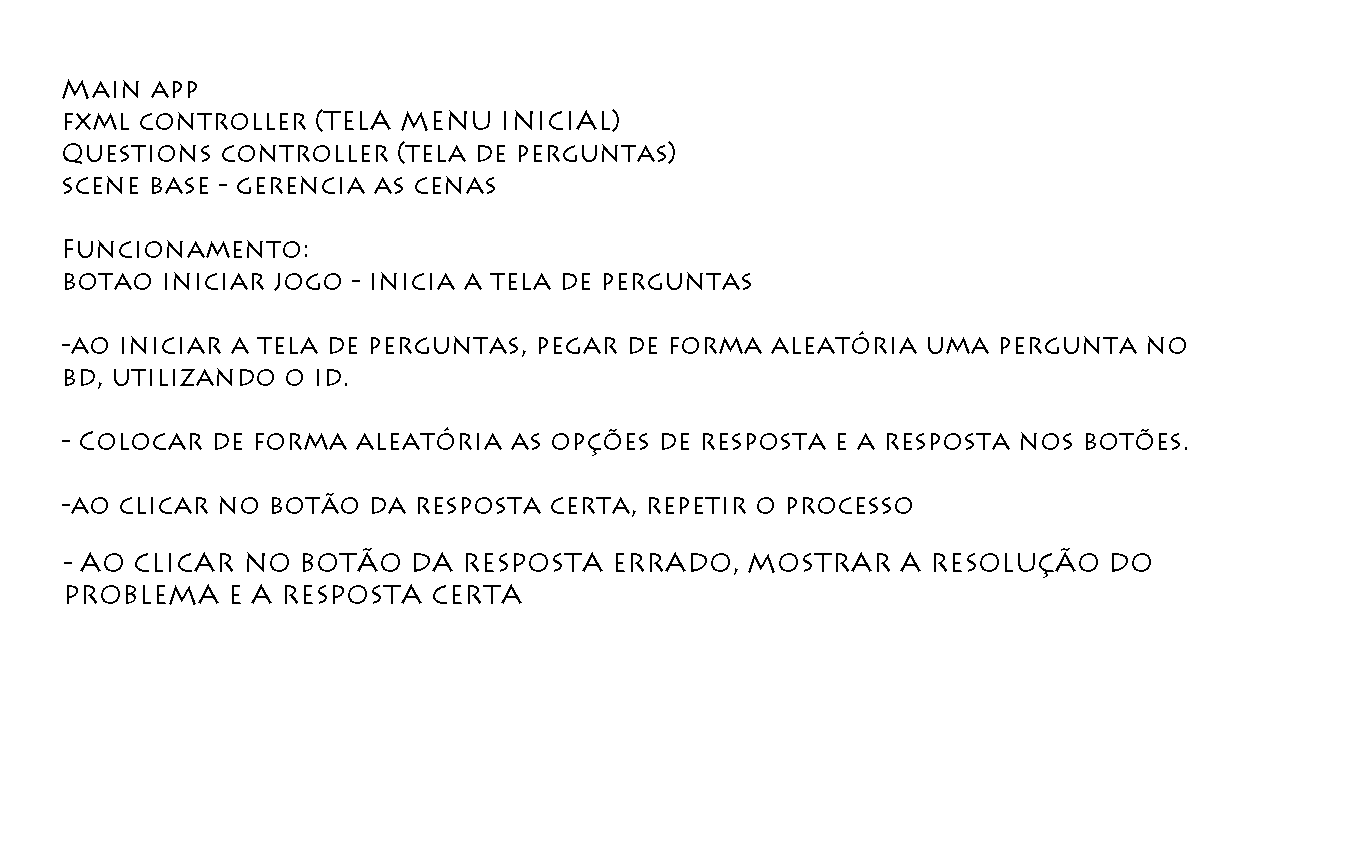 Main app
fxml controller (TELA MENU INICIAL)
Questions controller (tela de perguntas)
scene base - gerencia as cenas
Funcionamento:
botao iniciar jogo - inicia a tela de perguntas
-ao iniciar a tela de perguntas, pegar de forma aleatória uma pergunta no
bd, utilizando o id.
- Colocar de forma aleatória as opções de resposta e a resposta nos botões.
-ao clicar no botão da resposta certa, repetir o processo
- AO CLICAR NO BOTÃO DA RESPOSTA ERRADO, MOSTRAR A RESOLUÇÃO DO
PROBLEMA E A RESPOSTA CERTA